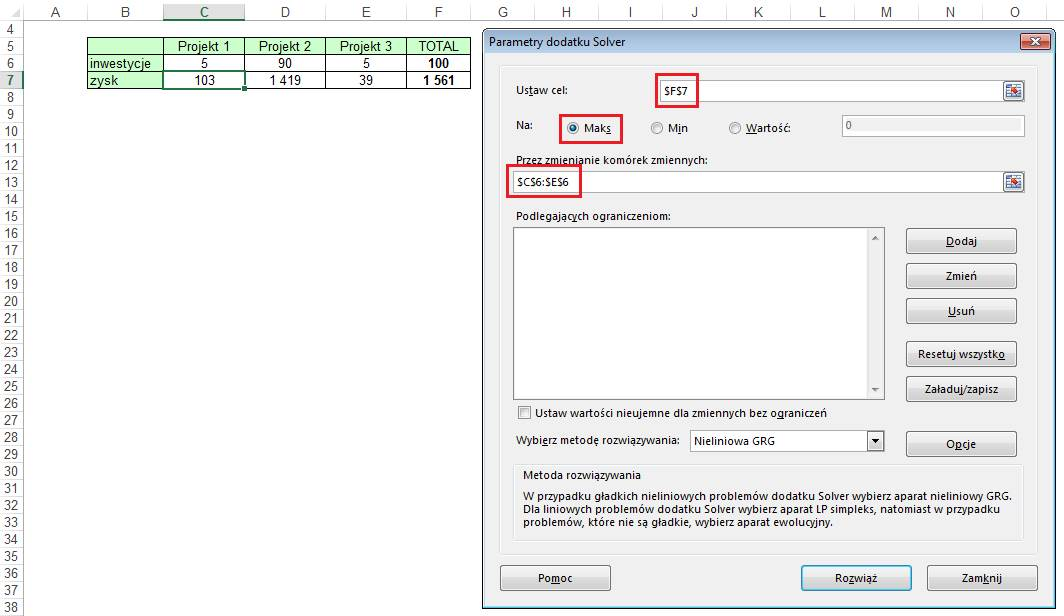 A B C D E F G H I J K L M N O
4
5 Projekt 1 Projekt 2 Projekt 3 TOTAL
6 inwestycje 5 90 5 100
7 zysk 103 1 419 39 1 561
8
9
10
11
12
13
14
15
16
17
18
19
20
21
22
23
24
25
26
27
28
29
30
31
32
33
34
35
36
37
38
Parametry dodatku Solver
Ustaw cel: $F$7
Na: Maks Min Wartość: 0
Przez zmienianie komórek zmiennych:
$C$6:$E$6
Podlegających ograniczeniom:
Dodaj
Zmień
Usuń
Resetuj wszystko
Załaduj/zapisz
Ustaw wartości nieujemne dla zmiennych bez ograniczeń
Wybierz metodę rozwiązywania: Nieliniowa GRG Opcje
Metoda rozwiązywania
W przypadku gładkich nieliniowych problemów dodatku Solver wybierz aparat nieliniowy GRG.
Dla liniowych problemów dodatku Solver wybierz aparat LP simpleks, natomiast w przypadku
problemów, które nie są gładkie, wybierz aparat ewolucyjny.
Pomoc Rozwiąż Zamknij